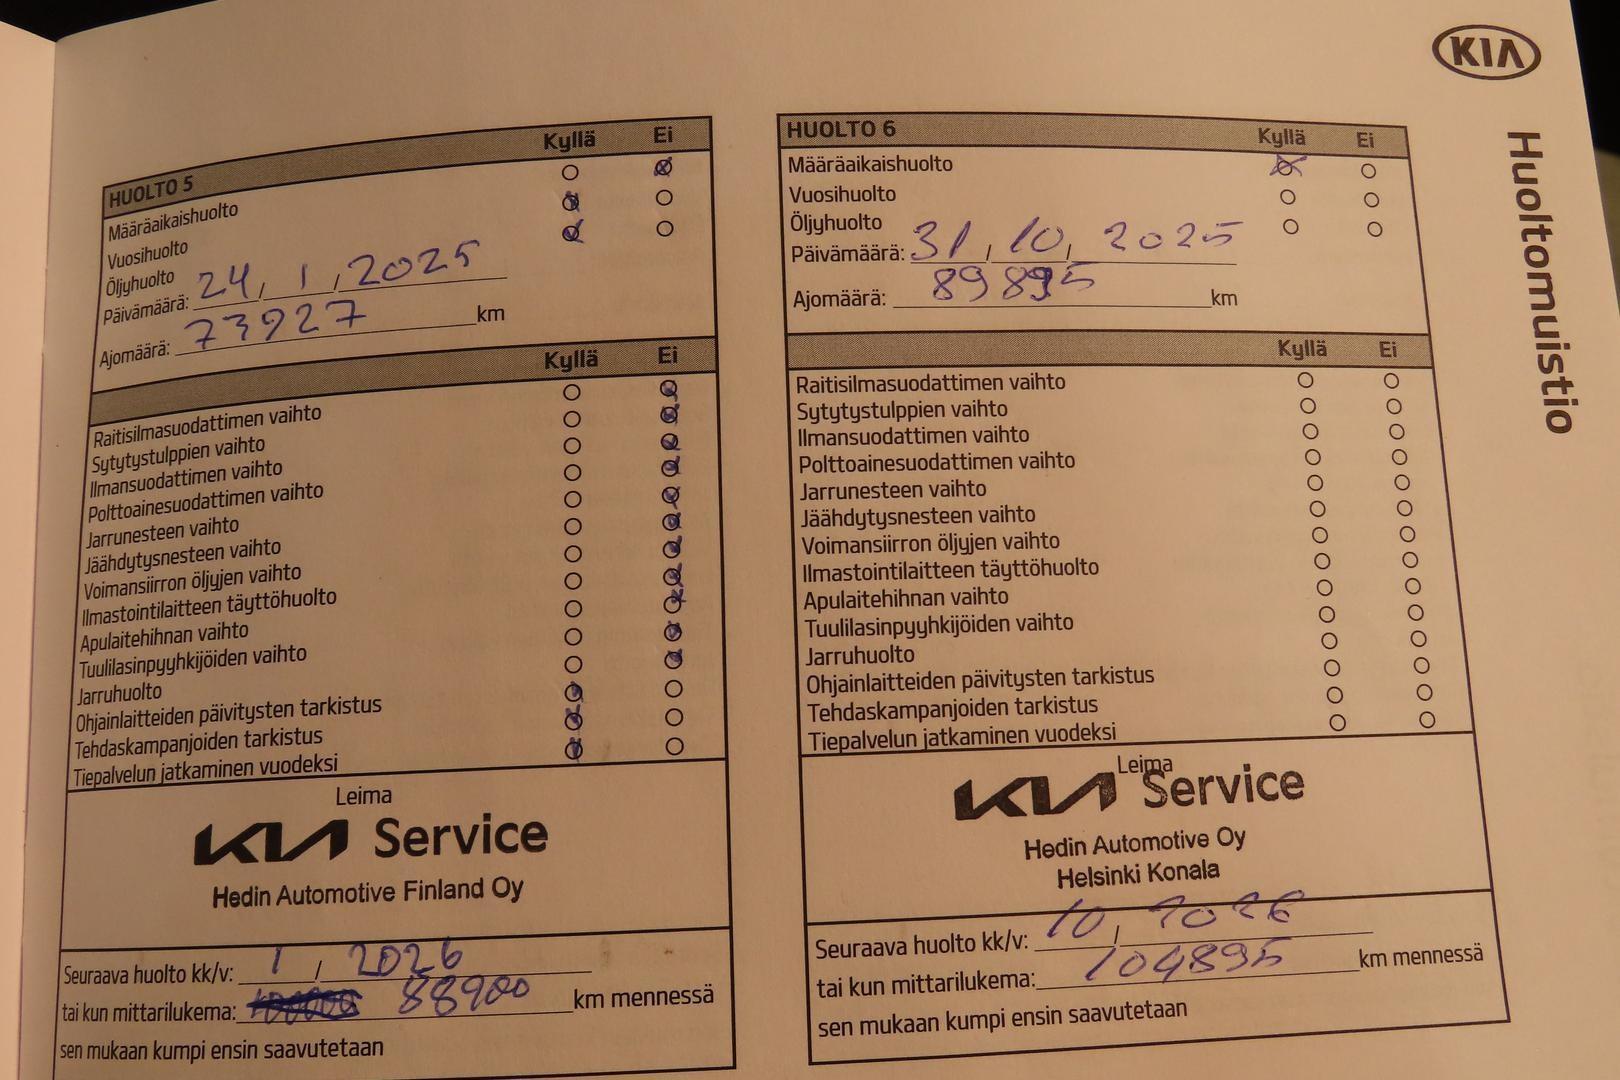 KIA
Huoltomuistio
HUOLTO 5 Kyllä Ei
Määräaikaishuolto
Vuosihuolto
Öljyhuolto
Päivämäärä: 24, 1, 2025
Ajomäärä: 73927 km
Kyllä Ei
Raitisilmasuodattimen vaihto
Sytytystulppien vaihto
Ilmansuodattimen vaihto
Polttoainesuodattimen vaihto
Jarrunesteen vaihto
Jäähdytysnesteen vaihto
Voimansiirron öljyjen vaihto
Ilmastointilaitteen täyttöhuolto
Apulaitehihnan vaihto
Tuulilasinpyyhkijöiden vaihto
Jarruhuolto
Ohjainlaitteiden päivitysten tarkistus
Tehdaskampanjoiden tarkistus
Tiepalvelun jatkaminen vuodeksi
Leima
KIA Service
Hedin Automotive Finland Oy
Seuraava huolto kk/v: 1 / 2026
tai kun mittarilukema: 88900 km mennessä
sen mukaan kumpi ensin saavutetaan
HUOLTO 6 Kyllä Ei
Määräaikaishuolto
Vuosihuolto
Öljyhuolto
Päivämäärä: 31, 10, 2025
Ajomäärä: 89895 km
Kyllä Ei
Raitisilmasuodattimen vaihto
Sytytystulppien vaihto
Ilmansuodattimen vaihto
Polttoainesuodattimen vaihto
Jarrunesteen vaihto
Jäähdytysnesteen vaihto
Voimansiirron öljyjen vaihto
Ilmastointilaitteen täyttöhuolto
Apulaitehihnan vaihto
Tuulilasinpyyhkijöiden vaihto
Jarruhuolto
Ohjainlaitteiden päivitysten tarkistus
Tehdaskampanjoiden tarkistus
Tiepalvelun jatkaminen vuodeksi
Leima
KIA Service
Hedin Automotive Oy
Helsinki Konala
Seuraava huolto kk/v: 10 / 2026
tai kun mittarilukema: 104895 km mennessä
sen mukaan kumpi ensin saavutetaan